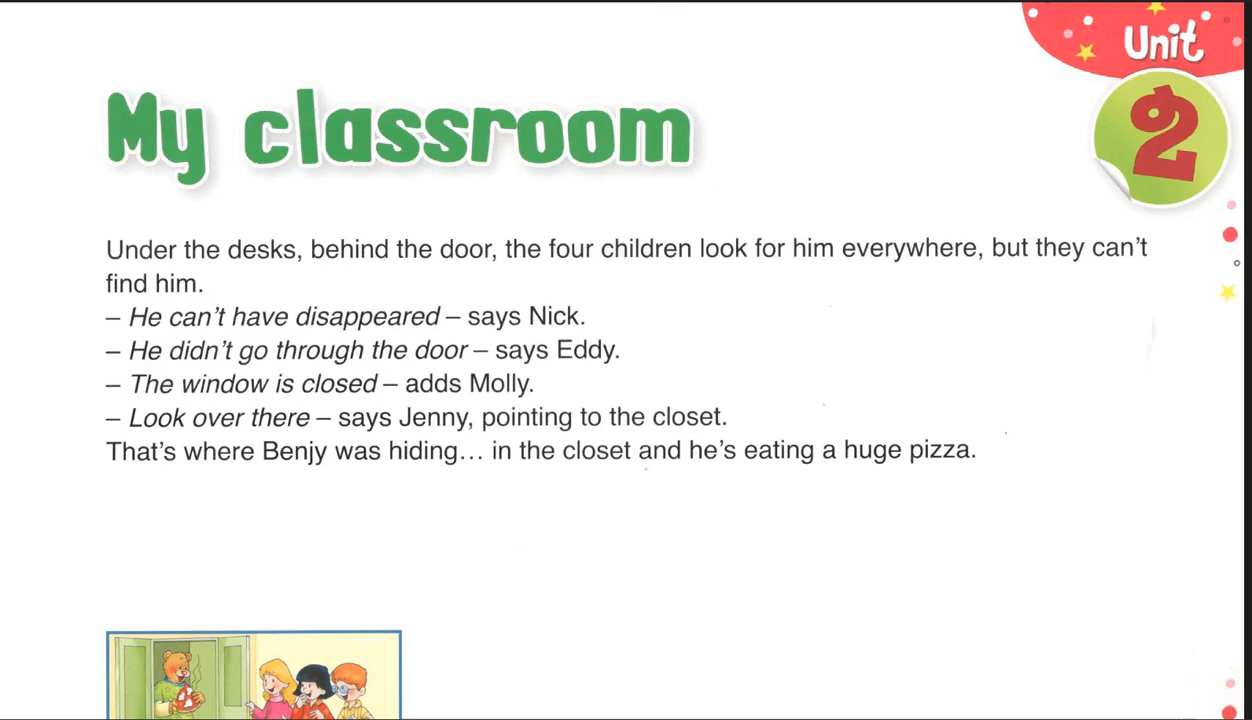 Unit
2
My classroom
Under the desks, behind the door, the four children look for him everywhere, but they can’t
find him.
– He can’t have disappeared – says Nick.
– He didn’t go through the door – says Eddy.
– The window is closed – adds Molly.
– Look over there – says Jenny, pointing to the closet.
That’s where Benjy was hiding… in the closet and he’s eating a huge pizza.